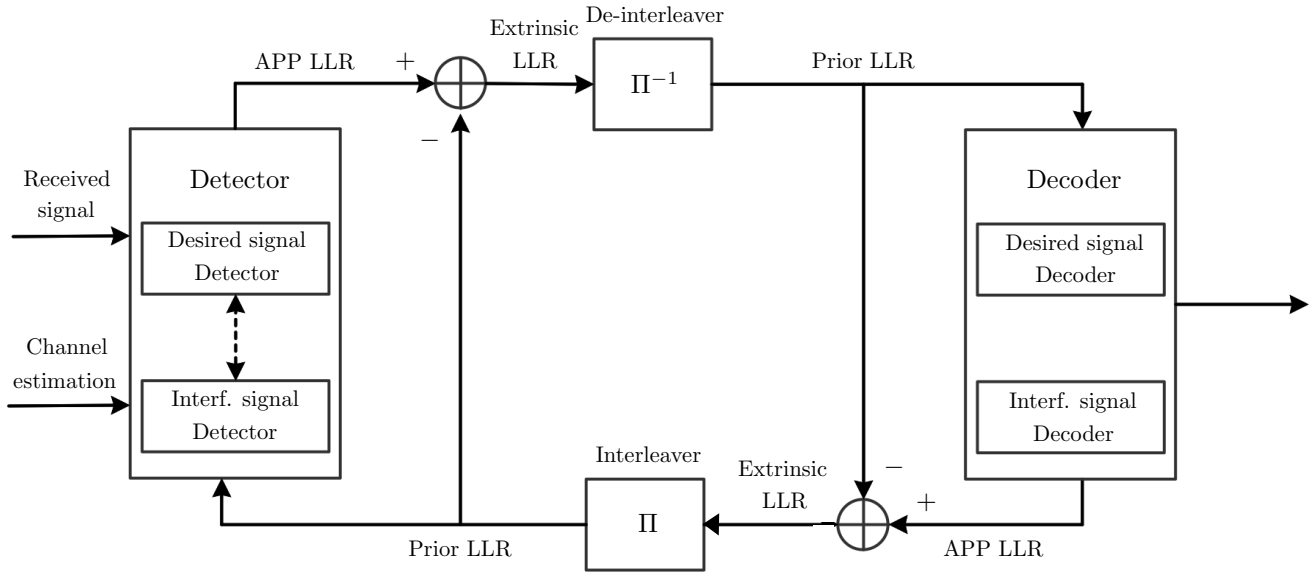 De-interleaver
Extrinsic
LLR
APP LLR
+
Π⁻¹
Prior LLR
−
Received
signal
Detector
Desired signal
Detector
Channel
estimation
Interf. signal
Detector
Decoder
Desired signal
Decoder
Interf. signal
Decoder
Interleaver
Extrinsic
LLR
−
+
Π
Prior LLR
APP LLR